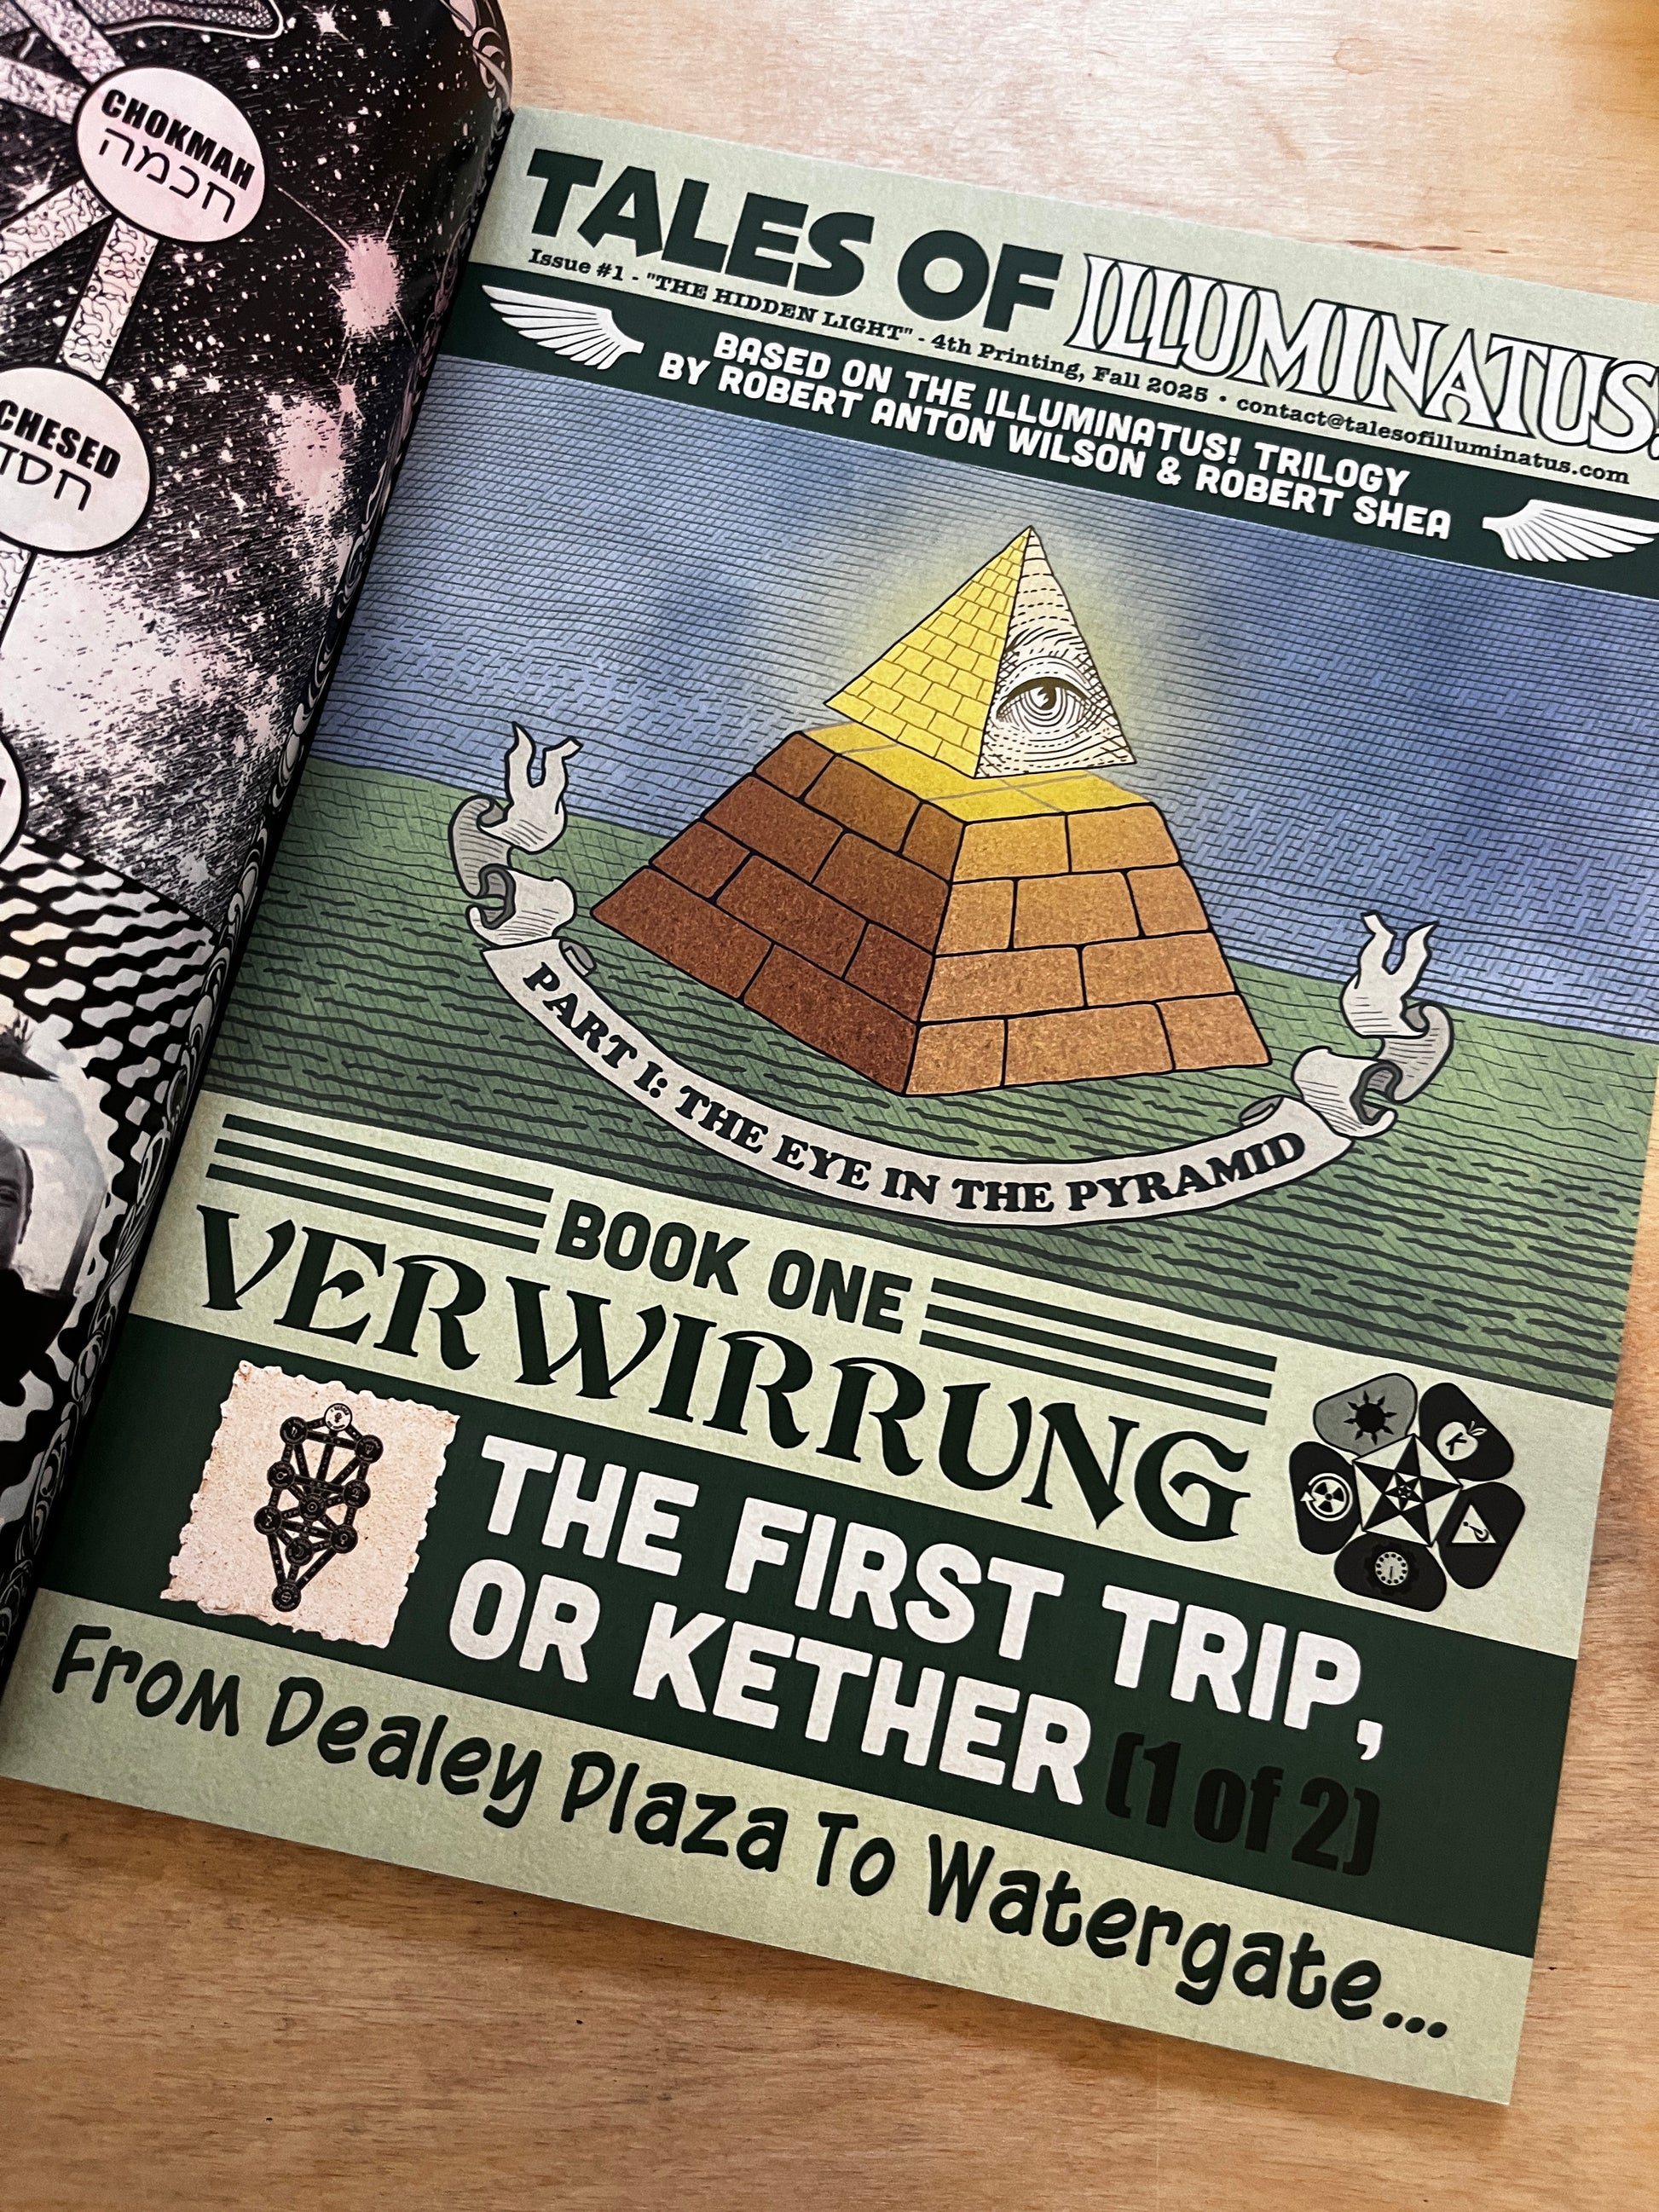 CHOKMAH
חכמה
CHESED
חסד
TALES OF ILLUMINATUS!
Issue #1 - "THE HIDDEN LIGHT" - 4th Printing, Fall 2025 • contact@talesofilluminatus.com
BASED ON THE ILLUMINATUS! TRILOGY
BY ROBERT ANTON WILSON & ROBERT SHEA
PART I: THE EYE IN THE PYRAMID
BOOK ONE
VERWIRRUNG
K
THE FIRST TRIP,
OR KETHER (1 of 2)
From Dealey Plaza To Watergate...